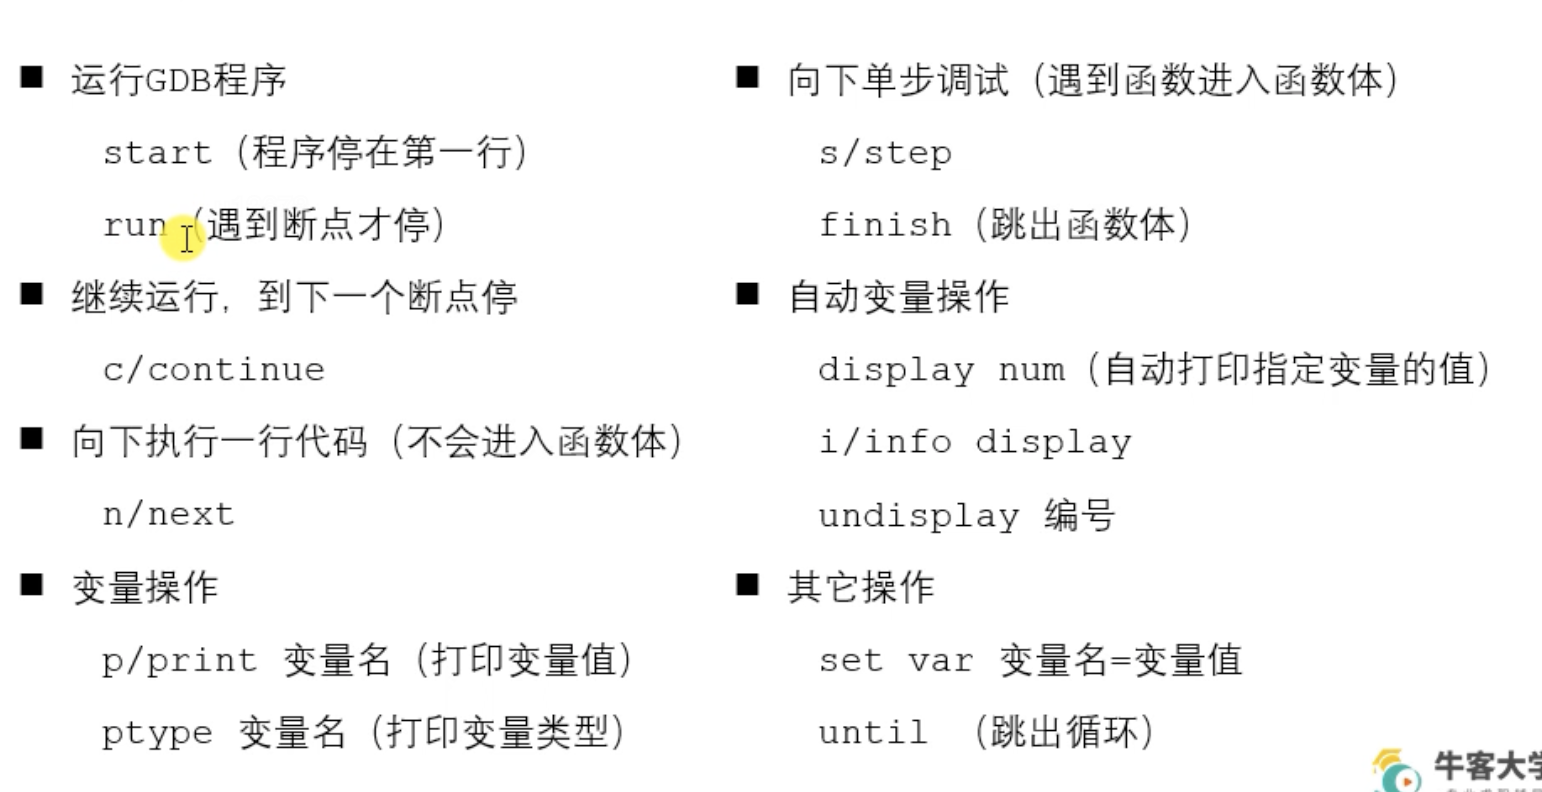 ■ 运行GDB程序
start（程序停在第一行）
run（遇到断点才停）
■ 继续运行，到下一个断点停
c/continue
■ 向下执行一行代码（不会进入函数体）
n/next
■ 变量操作
p/print 变量名（打印变量值）
ptype 变量名（打印变量类型）
■ 向下单步调试（遇到函数进入函数体）
s/step
finish（跳出函数体）
■ 自动变量操作
display num（自动打印指定变量的值）
i/info display
undisplay 编号
■ 其它操作
set var 变量名=变量值
until （跳出循环）
牛客大学